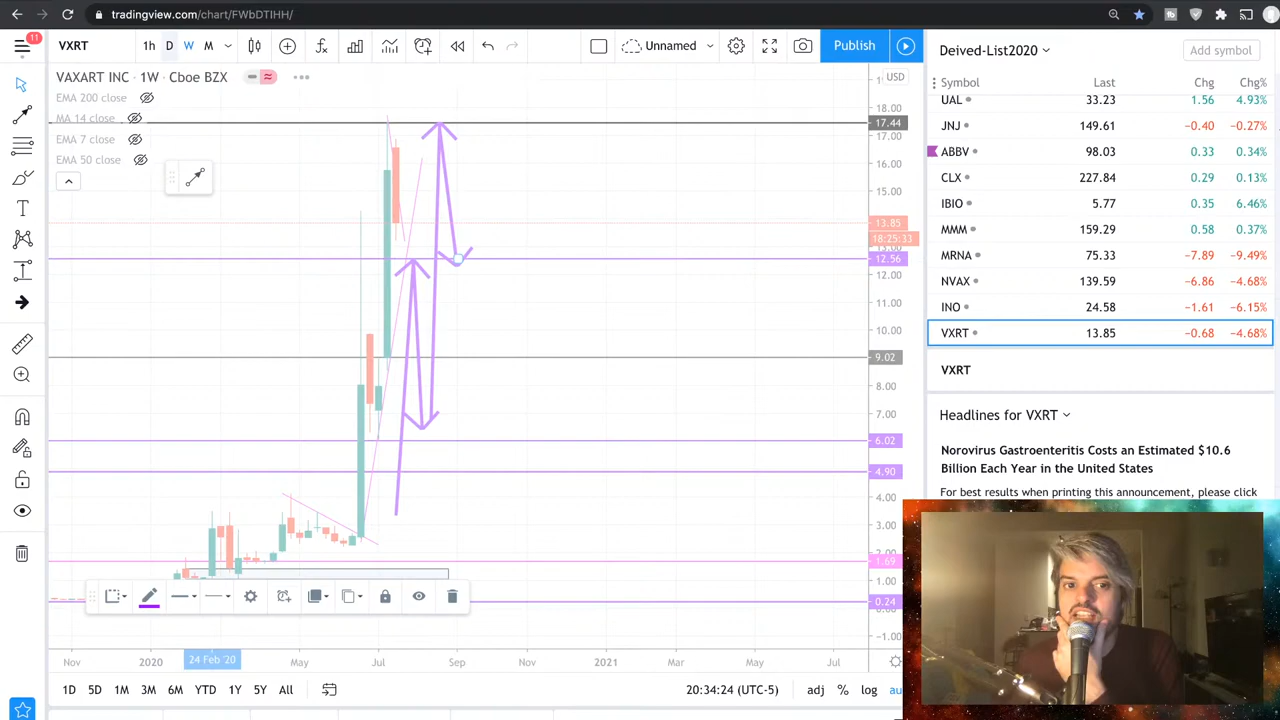 tradingview.com/chart/FWbDTIHH/
11
VXRT
1h D W M
Unnamed
Publish
VAXART INC · 1W · Cboe BZX
EMA 200 close
MA 14 close
EMA 7 close
EMA 50 close
USD
18.00
17.44
17.00
16.00
15.00
13.85
18:25:33
13.00
12.56
12.00
11.00
10.00
9.02
8.00
7.00
6.02
4.90
4.00
3.00
2.00
1.69
1.00
0.24
−1.00
Nov 2020 24 Feb '20 May Jul Sep Nov 2021 Mar May Jul
1D 5D 1M 3M 6M YTD 1Y 5Y All
20:34:24 (UTC-5) adj % log au
Deived-List2020
Add symbol
Symbol Last Chg Chg%
UAL 33.23 1.56 4.93%
JNJ 149.61 −0.40 −0.27%
ABBV 98.03 0.33 0.34%
CLX 227.84 0.29 0.13%
IBIO 5.77 0.35 6.46%
MMM 159.29 0.58 0.37%
MRNA 75.33 −7.89 −9.49%
NVAX 139.59 −6.86 −4.68%
INO 24.58 −1.61 −6.15%
VXRT 13.85 −0.68 −4.68%
VXRT
Headlines for VXRT
Norovirus Gastroenteritis Costs an Estimated $10.6
Billion Each Year in the United States
For best results when printing this announcement, please click